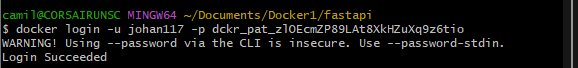 camil@CORSAIRUNSC MINGW64 ~/Documents/Docker1/fastapi
$ docker login -u johan117 -p dckr_pat_zlOEcmZP89LAt8XkHZuXq9z6tio
WARNING! Using --password via the CLI is insecure. Use --password-stdin.
Login Succeeded